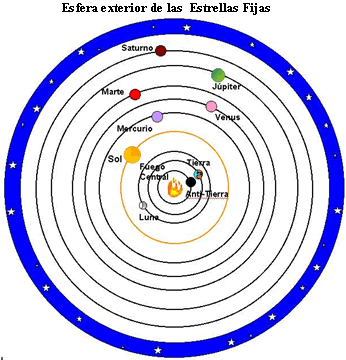 Esfera exterior de las Estrellas Fijas
Saturno
Júpiter
Marte
Venus
Mercurio
Sol
Fuego
Central
Tierra
Anti-Tierra
Luna